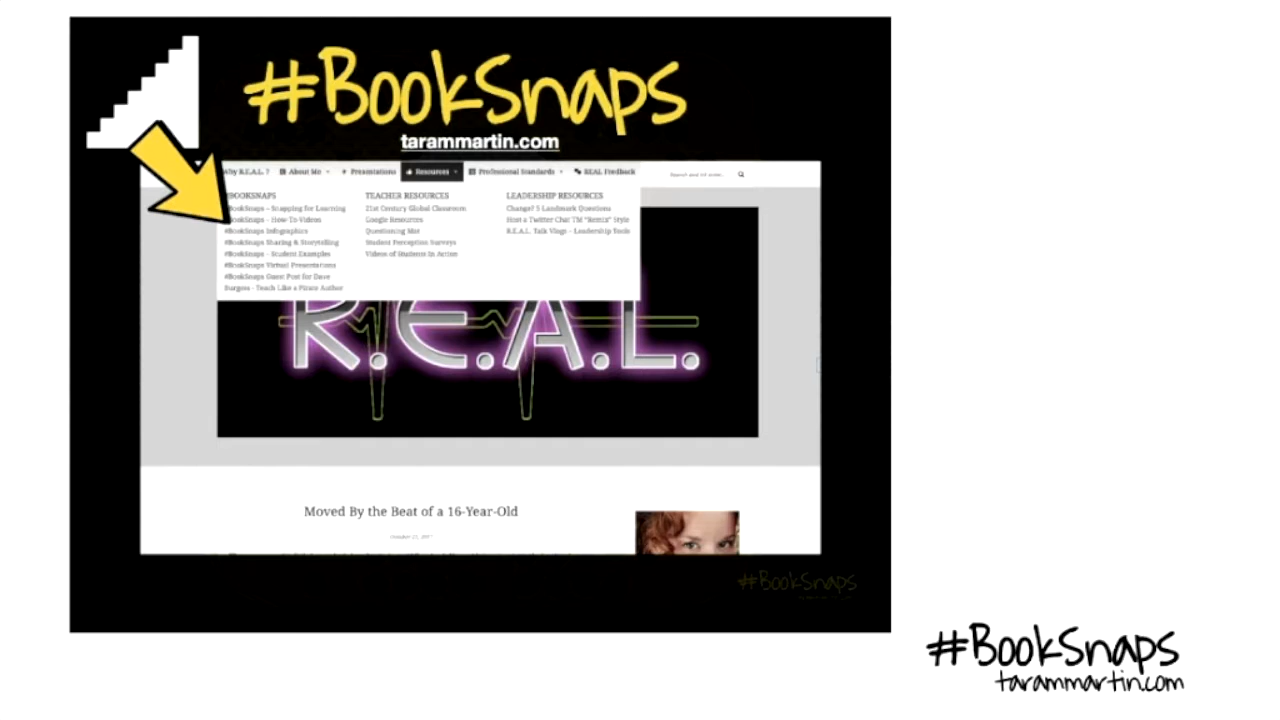 #BookSnaps
tarammartin.com
Why R.E.A.L. ? About Me Presentations Resources Professional Standards REAL Feedback
#BOOKSNAPS TEACHER RESOURCES LEADERSHIP RESOURCES
#BookSnaps – Snapping for Learning 21st Century Global Classroom Change? 5 Landmark Questions
#BookSnaps – How-To Videos Google Resources Host a Twitter Chat TM "Remix" Style
#BookSnaps Infographics Questioning Mat R.E.A.L. Talk Vlogs – Leadership Tools
#BookSnaps Sharing & Storytelling Student Perception Surveys
#BookSnaps – Student Examples Videos of Students in Action
#BookSnaps Virtual Presentations
#BookSnaps Guest Post for Dave
Burgess - Teach Like a Pirate Author
R.E.A.L.
Moved By the Beat of a 16-Year-Old
#BookSnaps
#BookSnaps
tarammartin.com